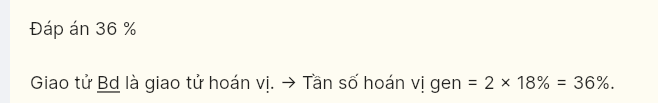 Đáp án 36 %
Giao tử Bd là giao tử hoán vị. → Tần số hoán vị gen = 2 × 18% = 36%.